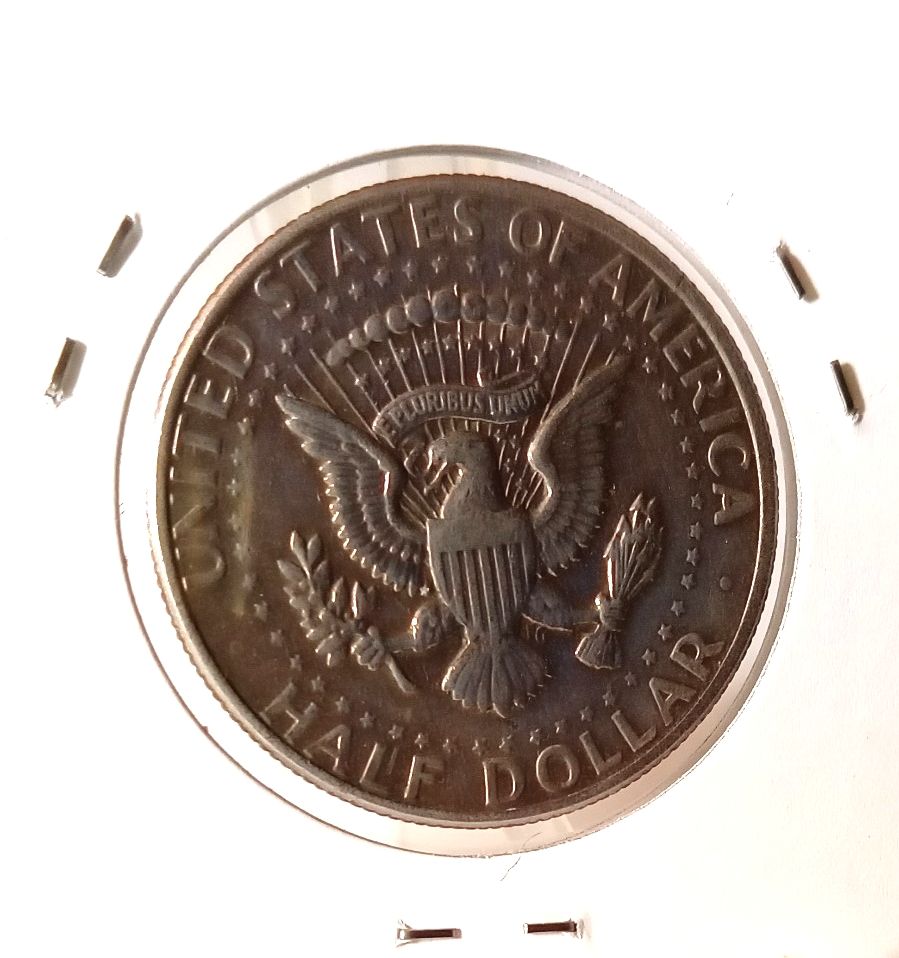 UNITED STATES OF AMERICA
E PLURIBUS UNUM
HALF DOLLAR